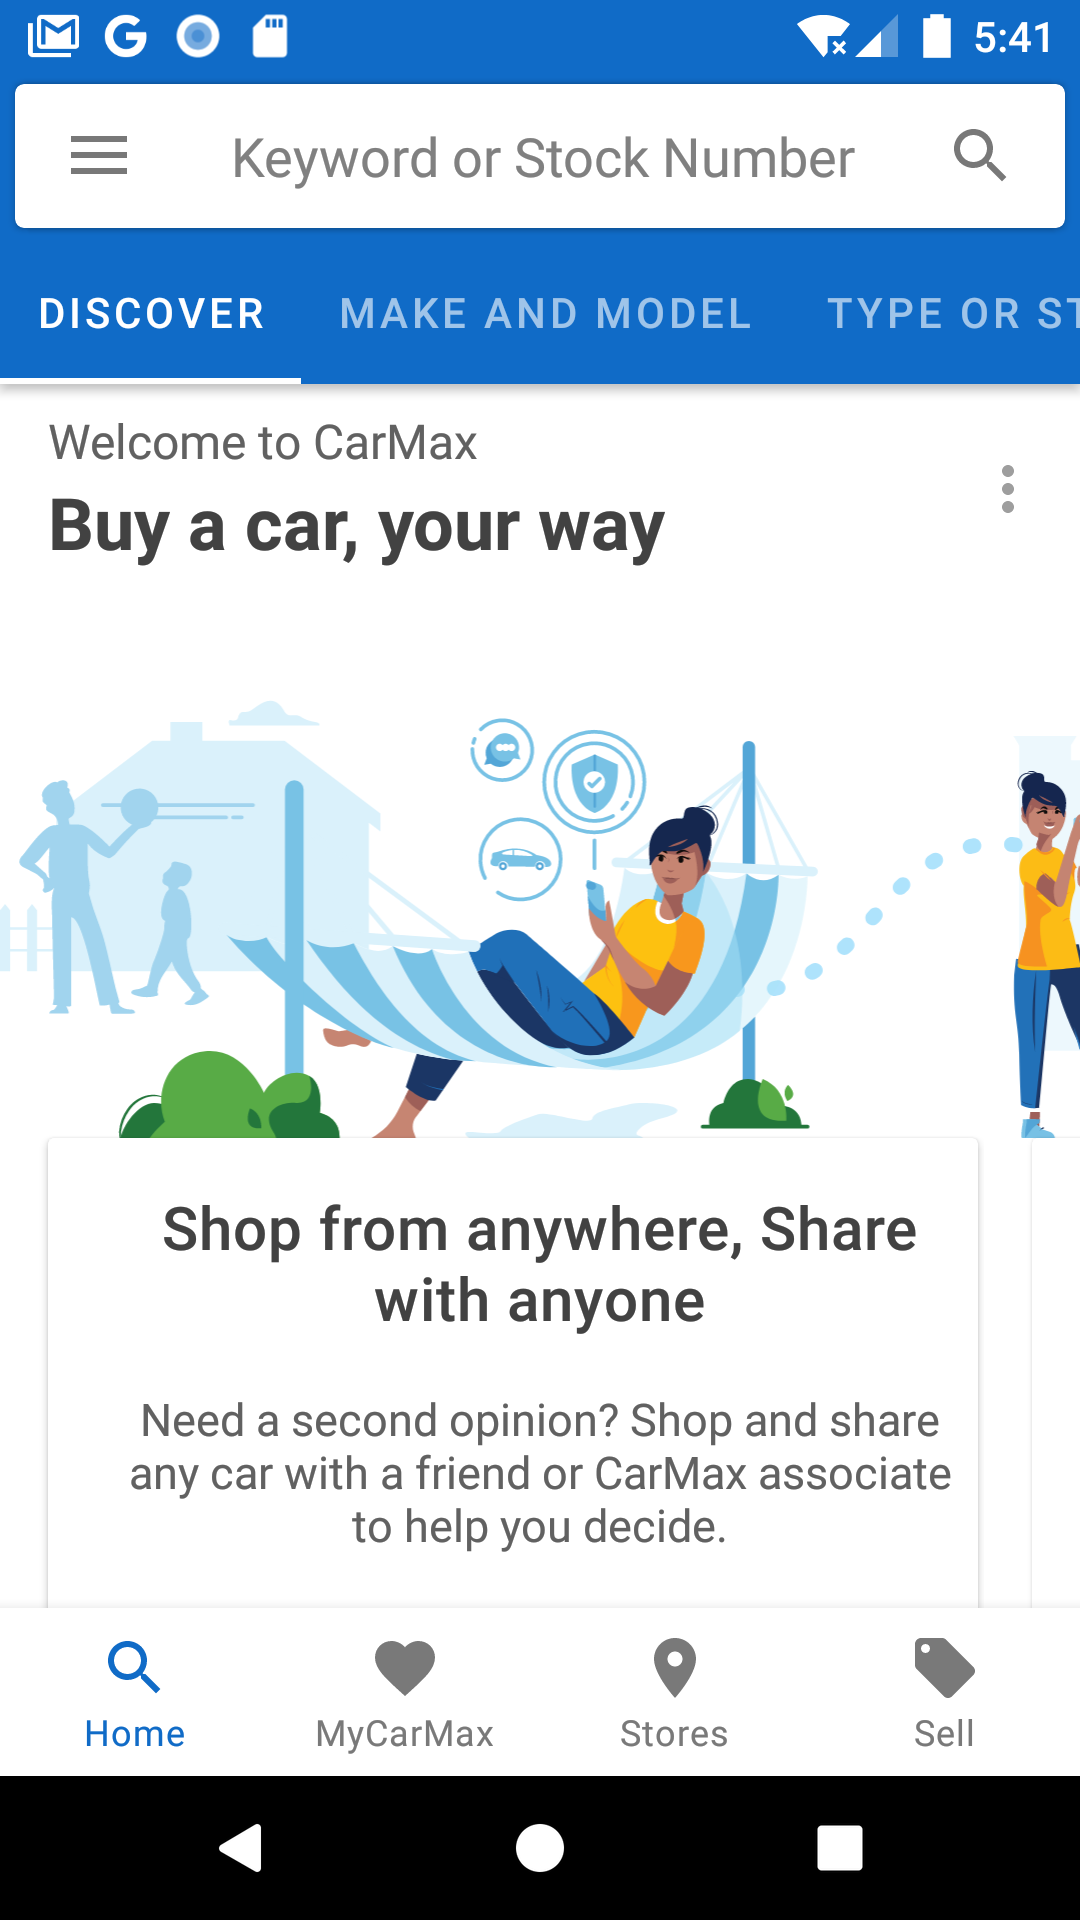 5:41
Keyword or Stock Number
DISCOVER MAKE AND MODEL TYPE OR ST
Welcome to CarMax
Buy a car, your way
Shop from anywhere, Share
with anyone
Need a second opinion? Shop and share
any car with a friend or CarMax associate
to help you decide.
Home MyCarMax Stores Sell